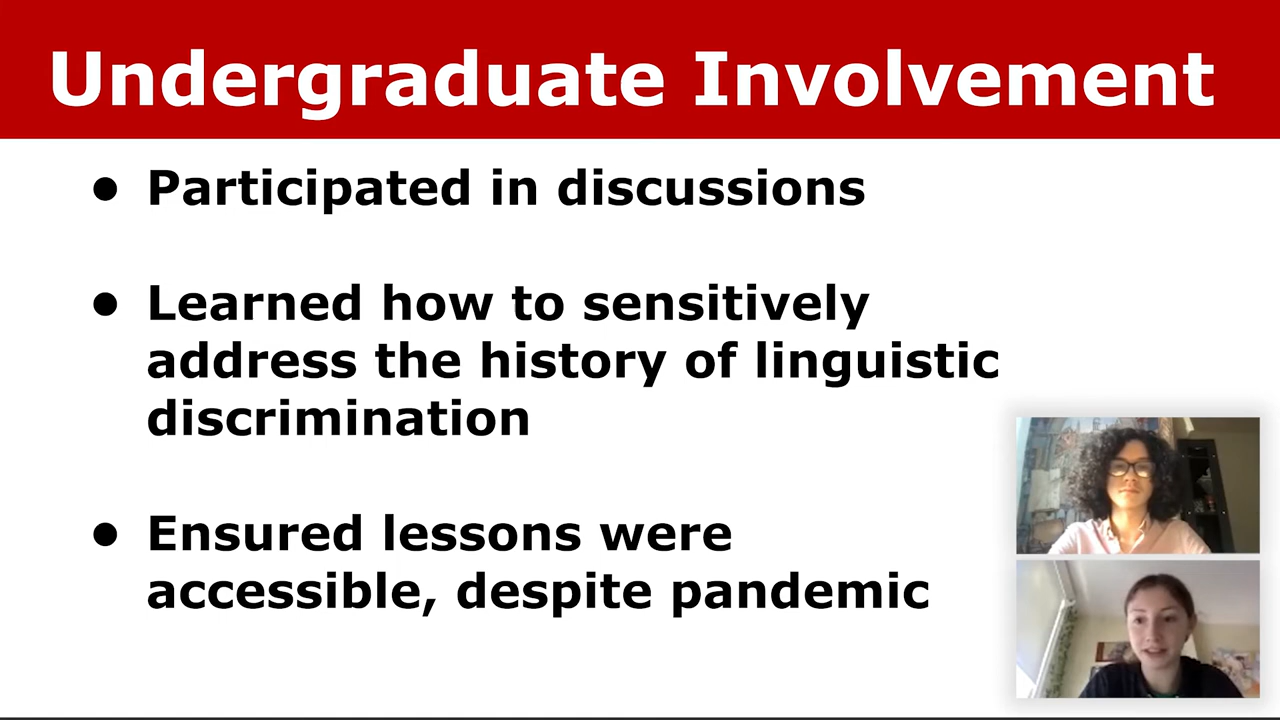 Undergraduate Involvement
● Participated in discussions
● Learned how to sensitively
address the history of linguistic
discrimination
● Ensured lessons were
accessible, despite pandemic